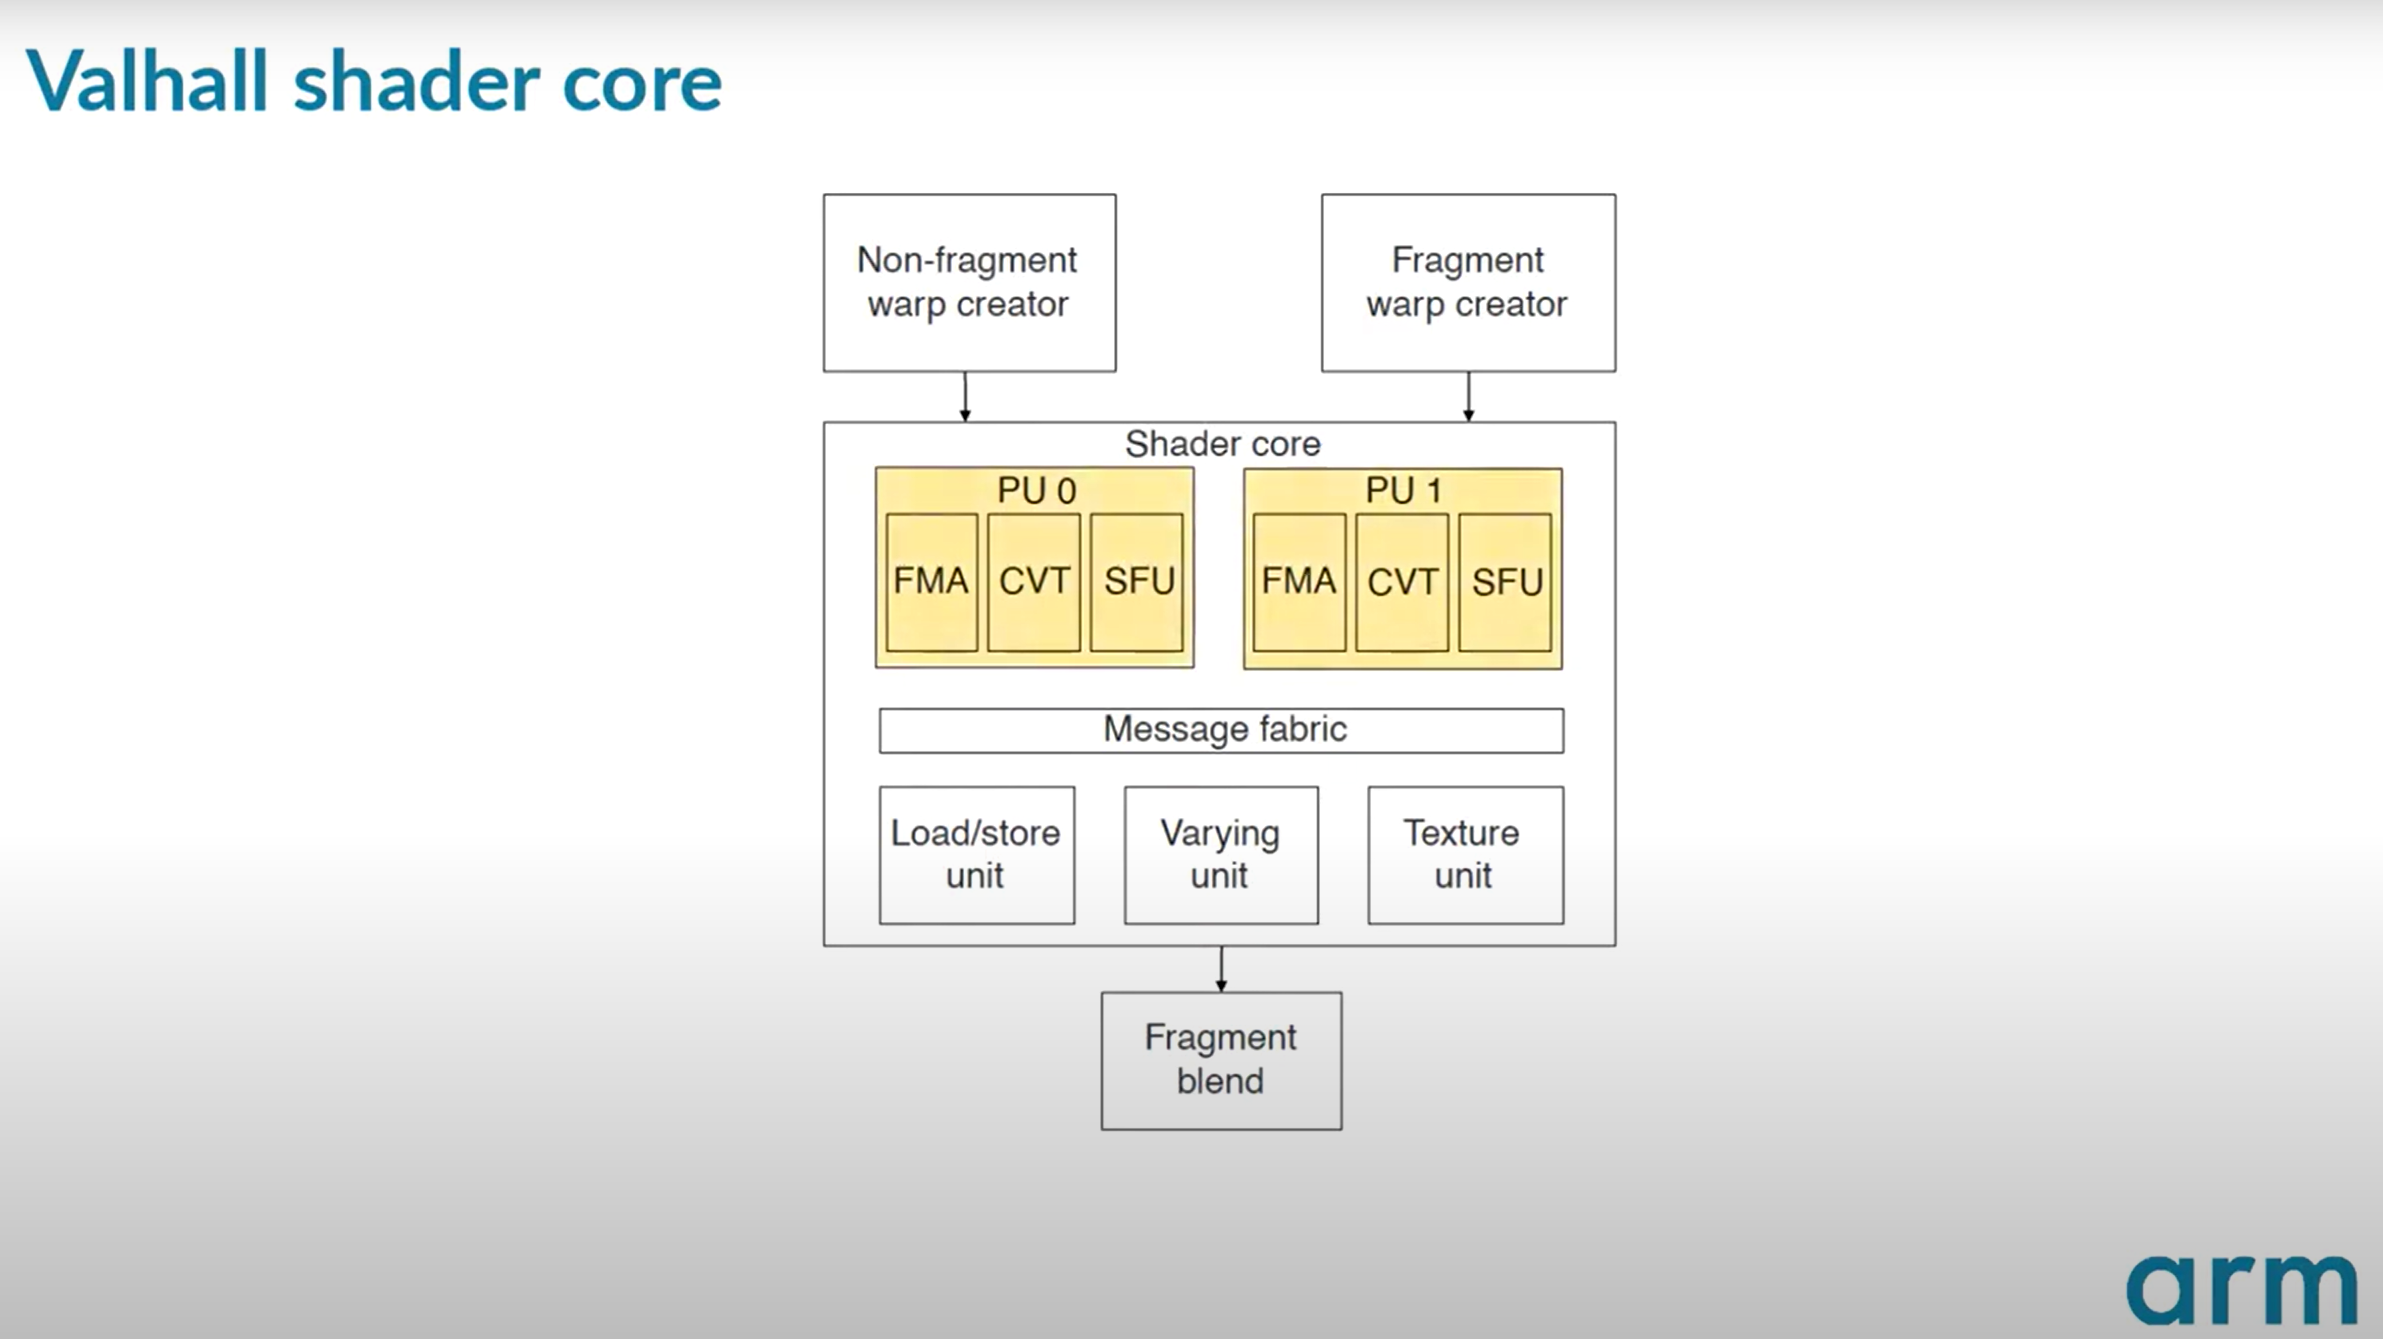 Valhall shader core
Non-fragment
warp creator
Fragment
warp creator
Shader core
PU 0
FMA
CVT
SFU
PU 1
FMA
CVT
SFU
Message fabric
Load/store
unit
Varying
unit
Texture
unit
Fragment
blend
arm